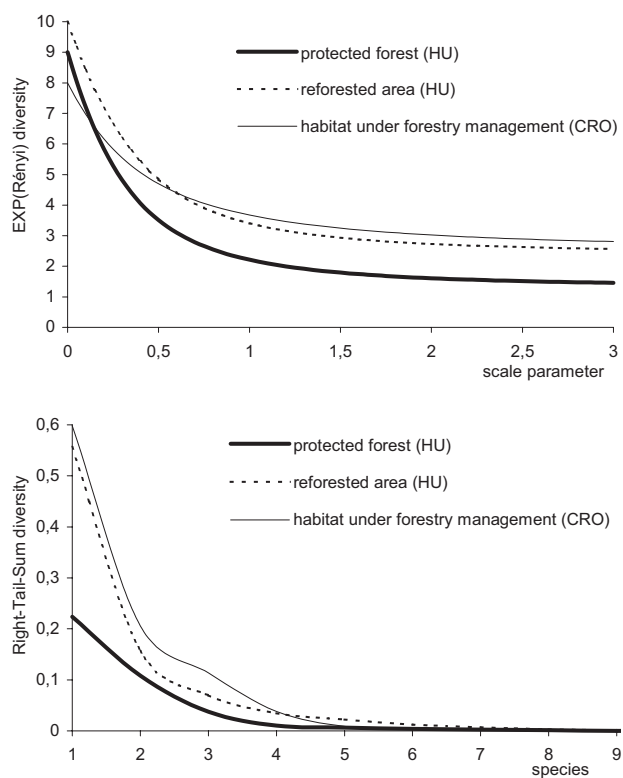 10
9
8
7
6
5
4
3
2
1
0
EXP(Rényi) diversity
protected forest (HU)
reforested area (HU)
habitat under forestry management (CRO)
0 0,5 1 1,5 2 2,5 3
scale parameter
0,6
0,5
0,4
0,3
0,2
0,1
0
Right-Tail-Sum diversity
protected forest (HU)
reforested area (HU)
habitat under forestry management (CRO)
1 2 3 4 5 6 7 8 9
species